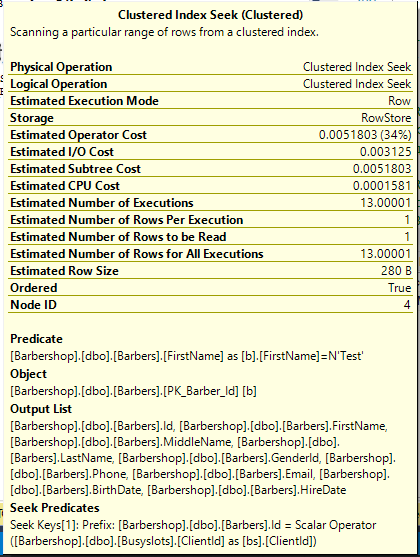 Clustered Index Seek (Clustered)
Scanning a particular range of rows from a clustered index.
Physical Operation Clustered Index Seek
Logical Operation Clustered Index Seek
Estimated Execution Mode Row
Storage RowStore
Estimated Operator Cost 0.0051803 (34%)
Estimated I/O Cost 0.003125
Estimated Subtree Cost 0.0051803
Estimated CPU Cost 0.0001581
Estimated Number of Executions 13.00001
Estimated Number of Rows Per Execution 1
Estimated Number of Rows to be Read 1
Estimated Number of Rows for All Executions 13.00001
Estimated Row Size 280 B
Ordered True
Node ID 4
Predicate
[Barbershop].[dbo].[Barbers].[FirstName] as [b].[FirstName]=N'Test'
Object
[Barbershop].[dbo].[Barbers].[PK_Barber_Id] [b]
Output List
[Barbershop].[dbo].[Barbers].Id, [Barbershop].[dbo].[Barbers].FirstName,
[Barbershop].[dbo].[Barbers].MiddleName, [Barbershop].[dbo].
[Barbers].LastName, [Barbershop].[dbo].[Barbers].GenderId, [Barbershop].
[dbo].[Barbers].Phone, [Barbershop].[dbo].[Barbers].Email, [Barbershop].
[dbo].[Barbers].BirthDate, [Barbershop].[dbo].[Barbers].HireDate
Seek Predicates
Seek Keys[1]: Prefix: [Barbershop].[dbo].[Barbers].Id = Scalar Operator
([Barbershop].[dbo].[Busyslots].[ClientId] as [bs].[ClientId])